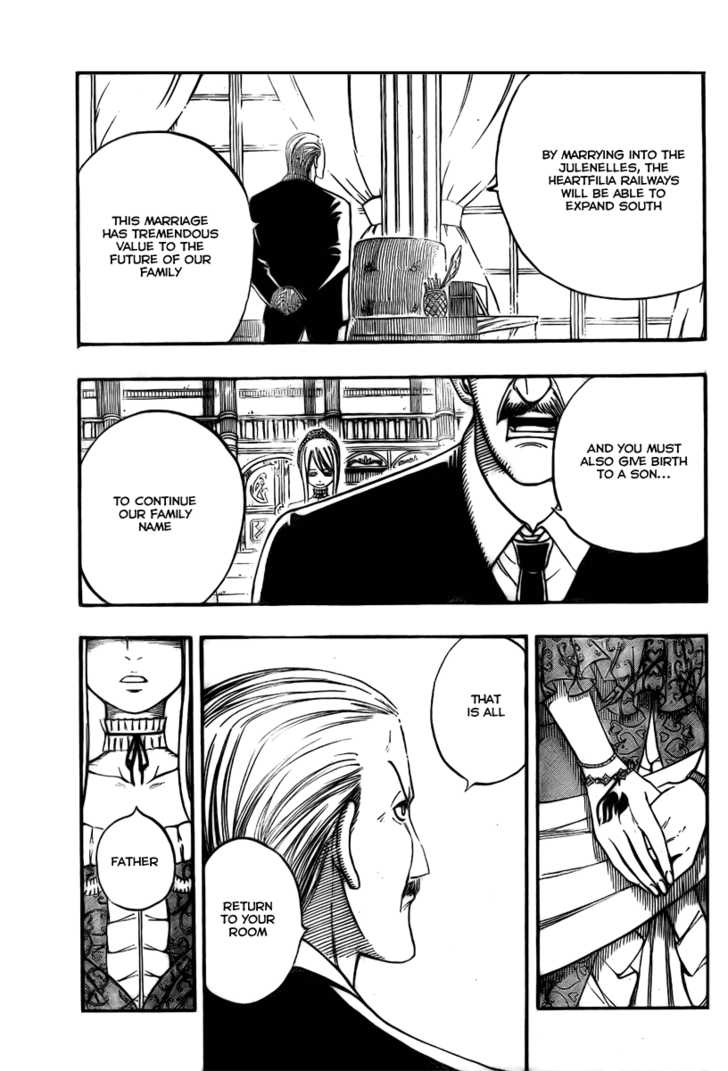 BY MARRYING INTO THE
JULENELLES, THE
HEARTFILIA RAILWAYS
WILL BE ABLE TO
EXPAND SOUTH
THIS MARRIAGE
HAS TREMENDOUS
VALUE TO THE
FUTURE OF OUR
FAMILY
AND YOU MUST
ALSO GIVE BIRTH
TO A SON...
TO CONTINUE
OUR FAMILY
NAME
THAT
IS ALL
RETURN
TO YOUR
ROOM
FATHER